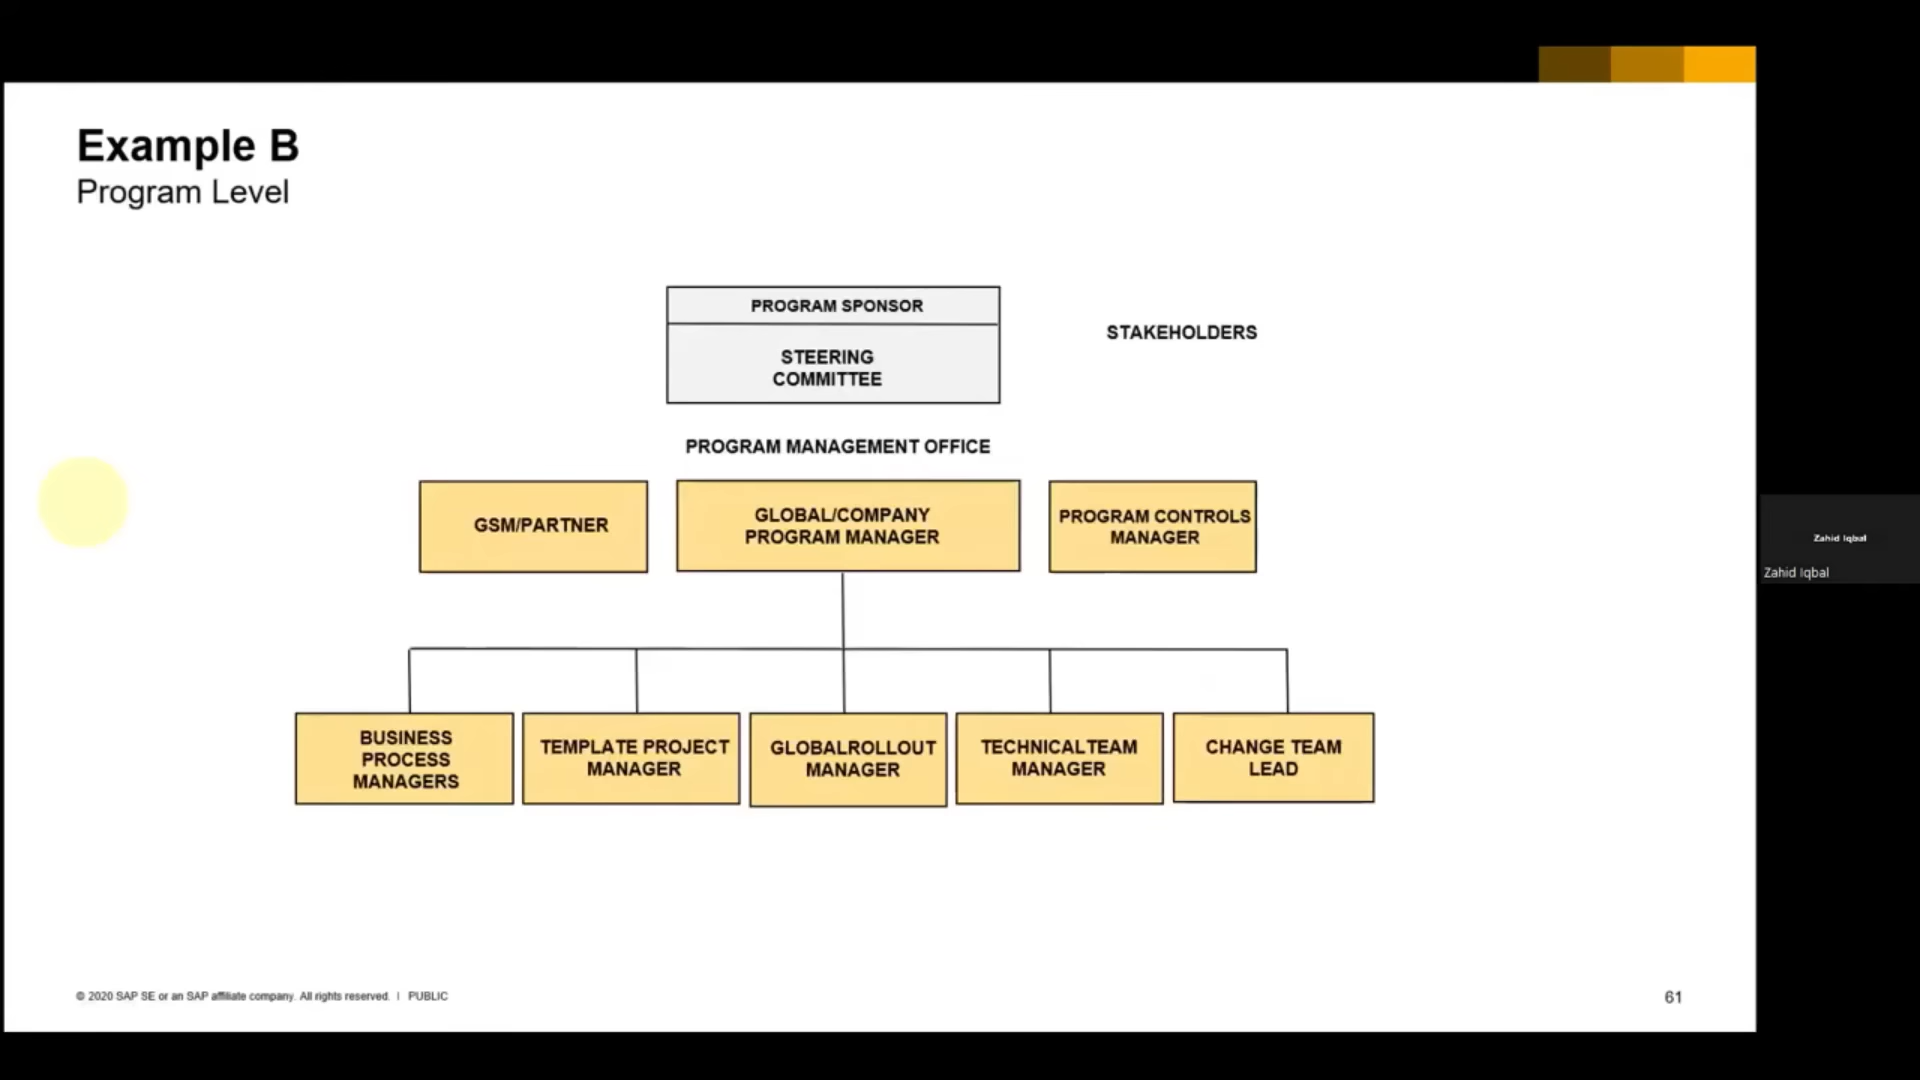 Example B
Program Level
PROGRAM SPONSOR
STEERING
COMMITTEE
STAKEHOLDERS
PROGRAM MANAGEMENT OFFICE
GSM/PARTNER
GLOBAL/COMPANY
PROGRAM MANAGER
PROGRAM CONTROLS
MANAGER
BUSINESS
PROCESS
MANAGERS
TEMPLATE PROJECT
MANAGER
GLOBALROLLOUT
MANAGER
TECHNICALTEAM
MANAGER
CHANGE TEAM
LEAD
Zahid Iqbal
Zahid Iqbal
© 2020 SAP SE or an SAP affiliate company. All rights reserved. I PUBLIC
61